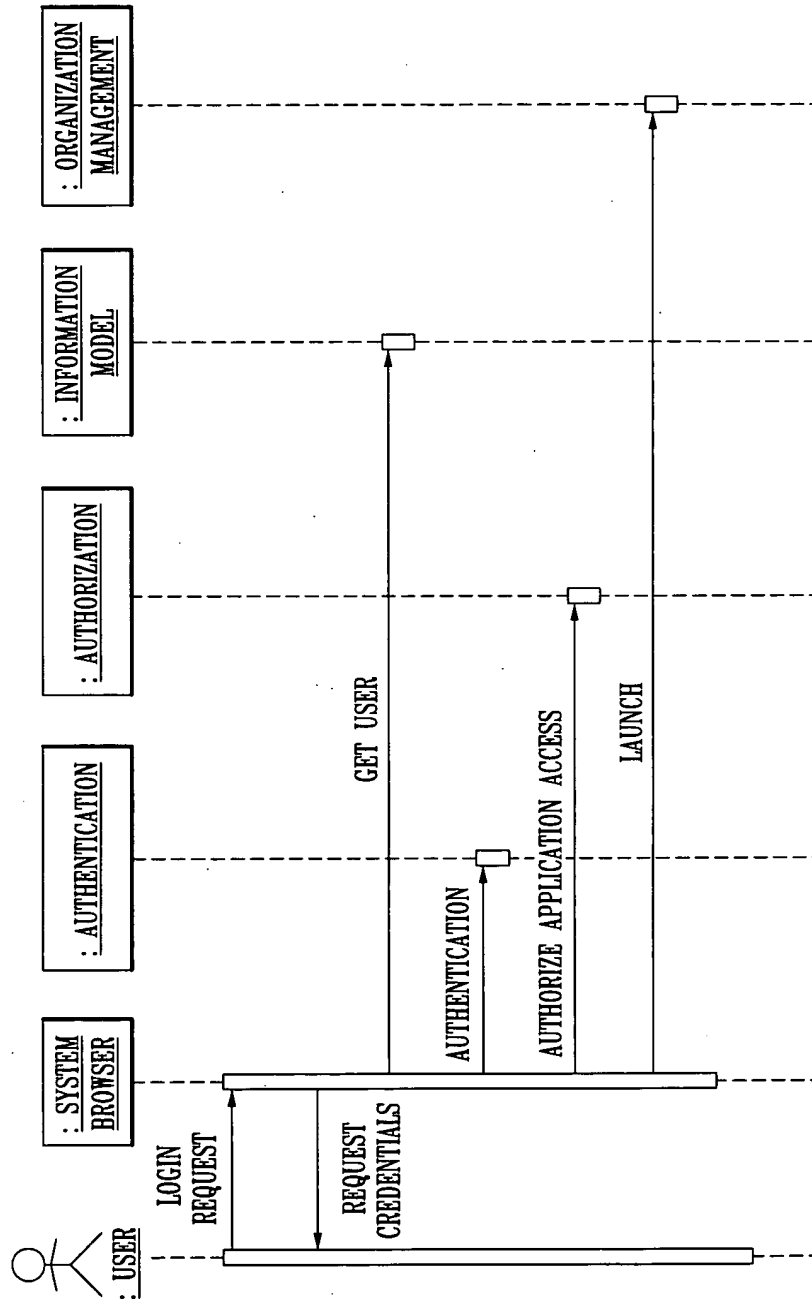 : USER
: SYSTEM
BROWSER
: AUTHENTICATION
: AUTHORIZATION
: INFORMATION
MODEL
: ORGANIZATION
MANAGEMENT
LOGIN
REQUEST
REQUEST
CREDENTIALS
GET USER
AUTHENTICATION
AUTHORIZE APPLICATION ACCESS
LAUNCH